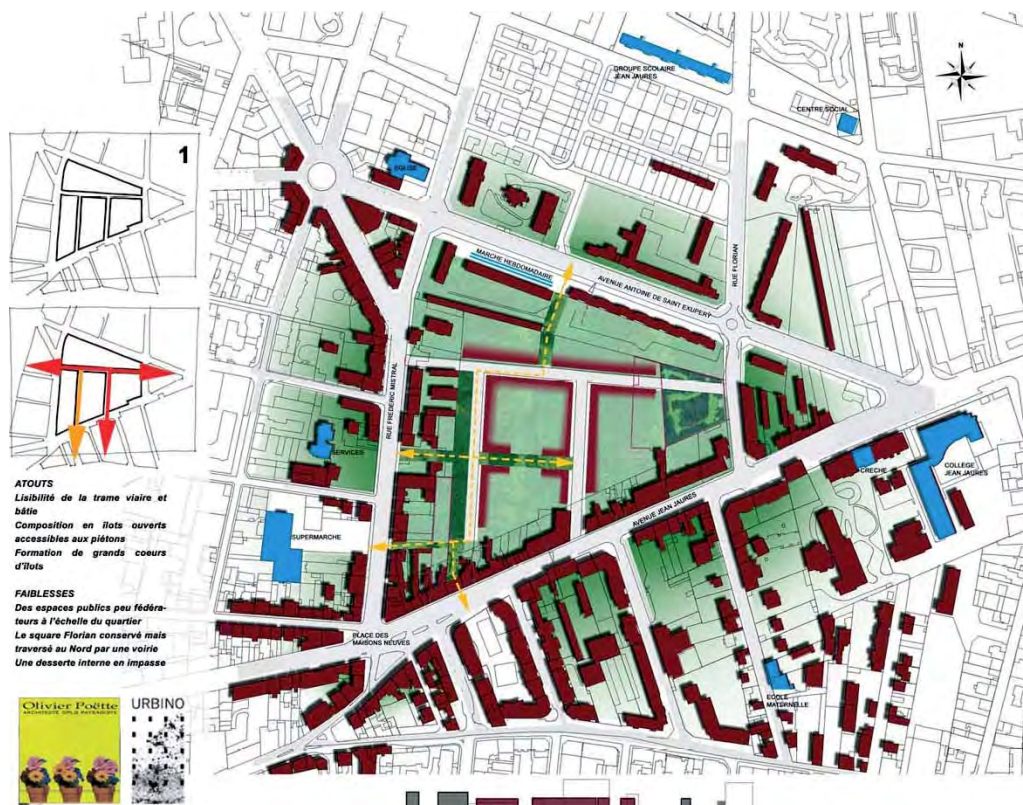 GROUPE SCOLAIRE
JEAN JAURES
N
CENTRE SOCIAL
1
EGLISE
MARCHE HEBDOMADAIRE
AVENUE ANTOINE DE SAINT EXUPERY
RUE FLORIAN
RUE FREDERIC MISTRAL
SERVICES
CRECHE
COLLEGE
JEAN JAURES
AVENUE JEAN JAURES
SUPERMARCHE
PLACE DES
MAISONS NEUVES
ECOLE
MATERNELLE
ATOUTS
Lisibilité de la trame viaire et
bâtie
Composition en îlots ouverts
accessibles aux piétons
Formation de grands coeurs
d'îlots
FAIBLESSES
Des espaces publics peu fédéra-
teurs à l'échelle du quartier
Le square Florian conservé mais
traversé au Nord par une voirie
Une desserte interne en impasse
Olivier Poëtte
ARCHITECTE DPLG PAYSAGISTE
URBINO